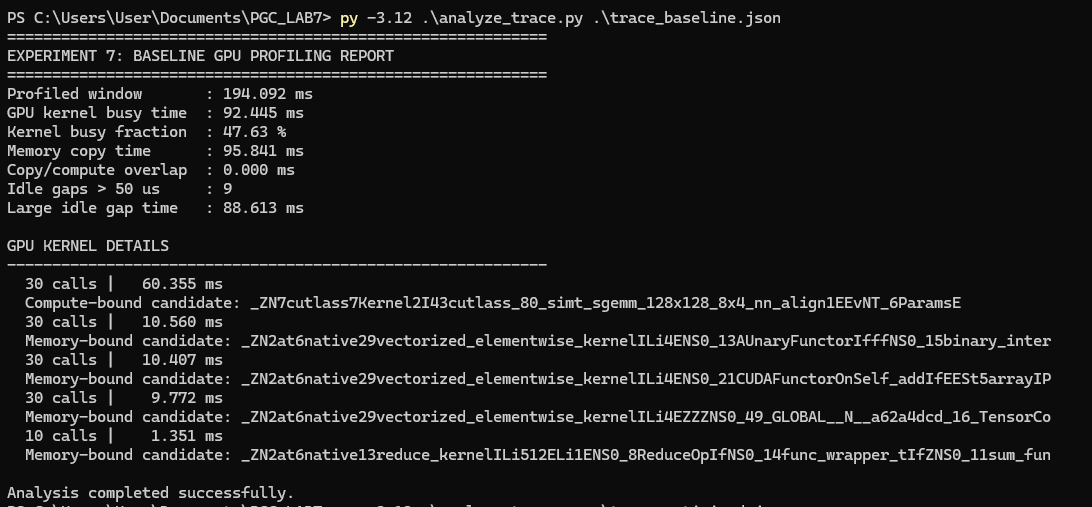 PS C:\Users\User\Documents\PGC_LAB7> py -3.12 .\analyze_trace.py .\trace_baseline.json
============================================================
EXPERIMENT 7: BASELINE GPU PROFILING REPORT
============================================================
Profiled window       : 194.092 ms
GPU kernel busy time  : 92.445 ms
Kernel busy fraction  : 47.63 %
Memory copy time      : 95.841 ms
Copy/compute overlap  : 0.000 ms
Idle gaps > 50 us     : 9
Large idle gap time   : 88.613 ms
GPU KERNEL DETAILS
------------------------------------------------------------
  30 calls |   60.355 ms
  Compute-bound candidate: _ZN7cutlass7Kernel2I43cutlass_80_simt_sgemm_128x128_8x4_nn_align1EEvNT_6ParamsE
  30 calls |   10.560 ms
  Memory-bound candidate: _ZN2at6native29vectorized_elementwise_kernelILi4ENS0_13AUnaryFunctorIfffNS0_15binary_inter
  30 calls |   10.407 ms
  Memory-bound candidate: _ZN2at6native29vectorized_elementwise_kernelILi4ENS0_21CUDAFunctorOnSelf_addIfEESt5arrayIP
  30 calls |    9.772 ms
  Memory-bound candidate: _ZN2at6native29vectorized_elementwise_kernelILi4EZZZNS0_49_GLOBAL__N__a62a4dcd_16_TensorCo
  10 calls |    1.351 ms
  Memory-bound candidate: _ZN2at6native13reduce_kernelILi512ELi1ENS0_8ReduceOpIfNS0_14func_wrapper_tIfZNS0_11sum_fun
Analysis completed successfully.